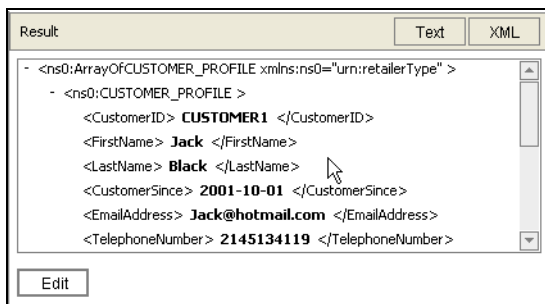 Result Text XML
- <ns0:ArrayOfCUSTOMER_PROFILE xmlns:ns0="urn:retailerType" >
- <ns0:CUSTOMER_PROFILE >
<CustomerID> CUSTOMER1 </CustomerID>
<FirstName> Jack </FirstName>
<LastName> Black </LastName>
<CustomerSince> 2001-10-01 </CustomerSince>
<EmailAddress> Jack@hotmail.com </EmailAddress>
<TelephoneNumber> 2145134119 </TelephoneNumber>
Edit